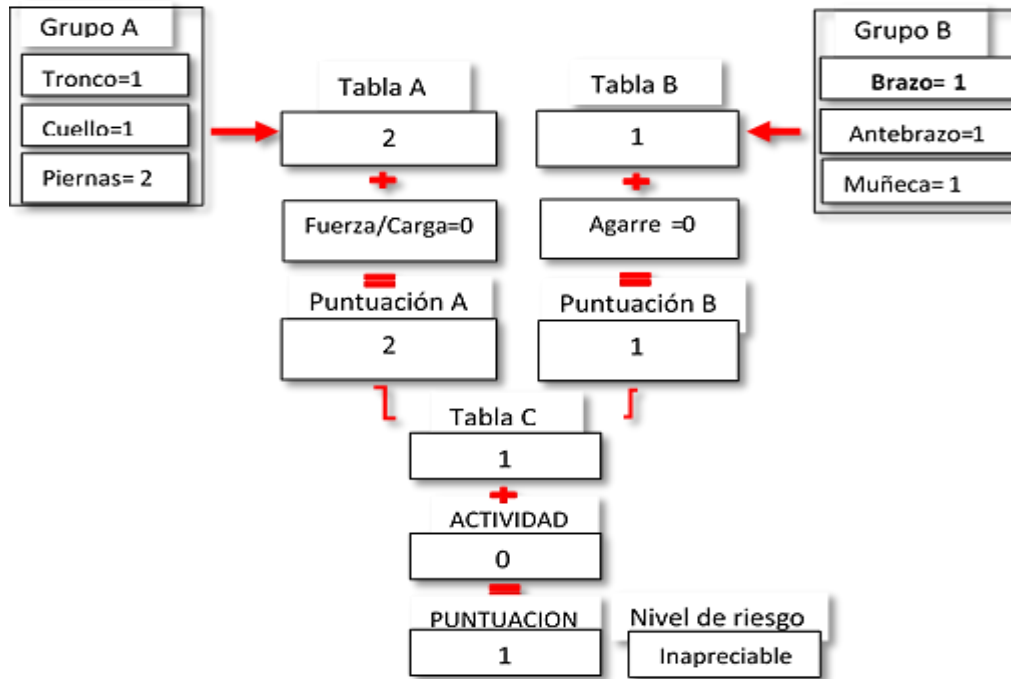 Grupo A
Tronco=1
Cuello=1
Piernas= 2
Tabla A
2
+
Fuerza/Carga=0
=
Puntuación A
2
Tabla B
1
+
Agarre =0
=
Puntuación B
1
Grupo B
Brazo= 1
Antebrazo=1
Muñeca= 1
Tabla C
1
+
ACTIVIDAD
0
=
PUNTUACION
1
Nivel de riesgo
Inapreciable